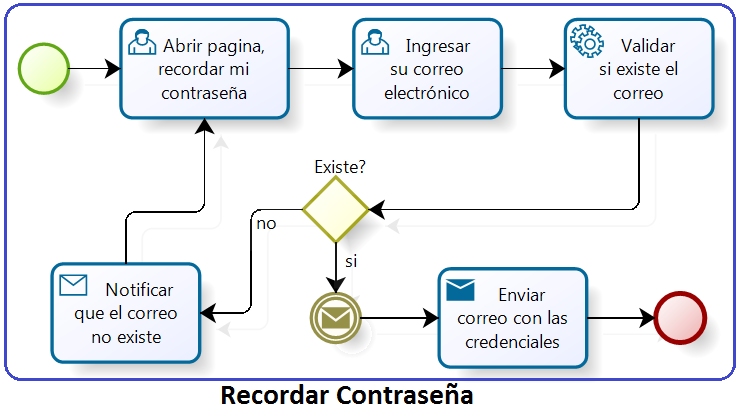 Abrir pagina,
recordar mi
contraseña
Ingresar
su correo
electrónico
Validar
si existe el
correo
Existe?
no
si
Notificar
que el correo
no existe
Enviar
correo con las
credenciales
Recordar Contraseña